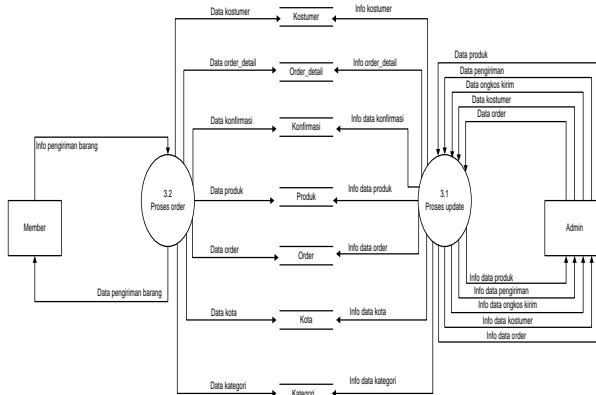 Data kostumer
Kostumer
Info kostumer
Data order_detail
Order_detail
Info order_detail
Data konfirmasi
Konfirmasi
Info data konfirmasi
Data produk
Data pengiriman
Data ongkos kirim
Data kostumer
Data order
Info pengiriman barang
3.2
Proses order
Data produk
Produk
Info data produk
3.1
Proses update
Member
Admin
Data order
Order
Info data order
Data pengiriman barang
Info data produk
Info data pengiriman
Info data ongkos kirim
Info data kostumer
Info data order
Data kota
Kota
Info data kota
Data kategori
Kategori
Info data kategori